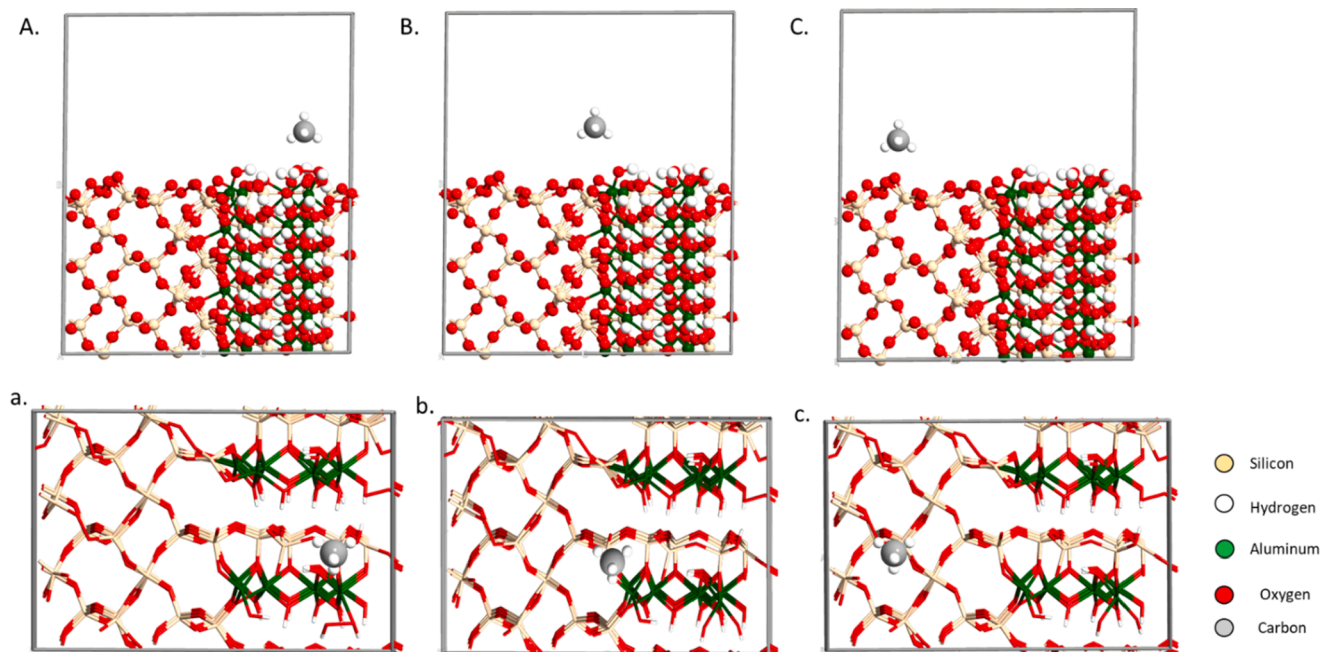 A.
B.
C.
a.
b.
c.
Silicon
Hydrogen
Aluminum
Oxygen
Carbon